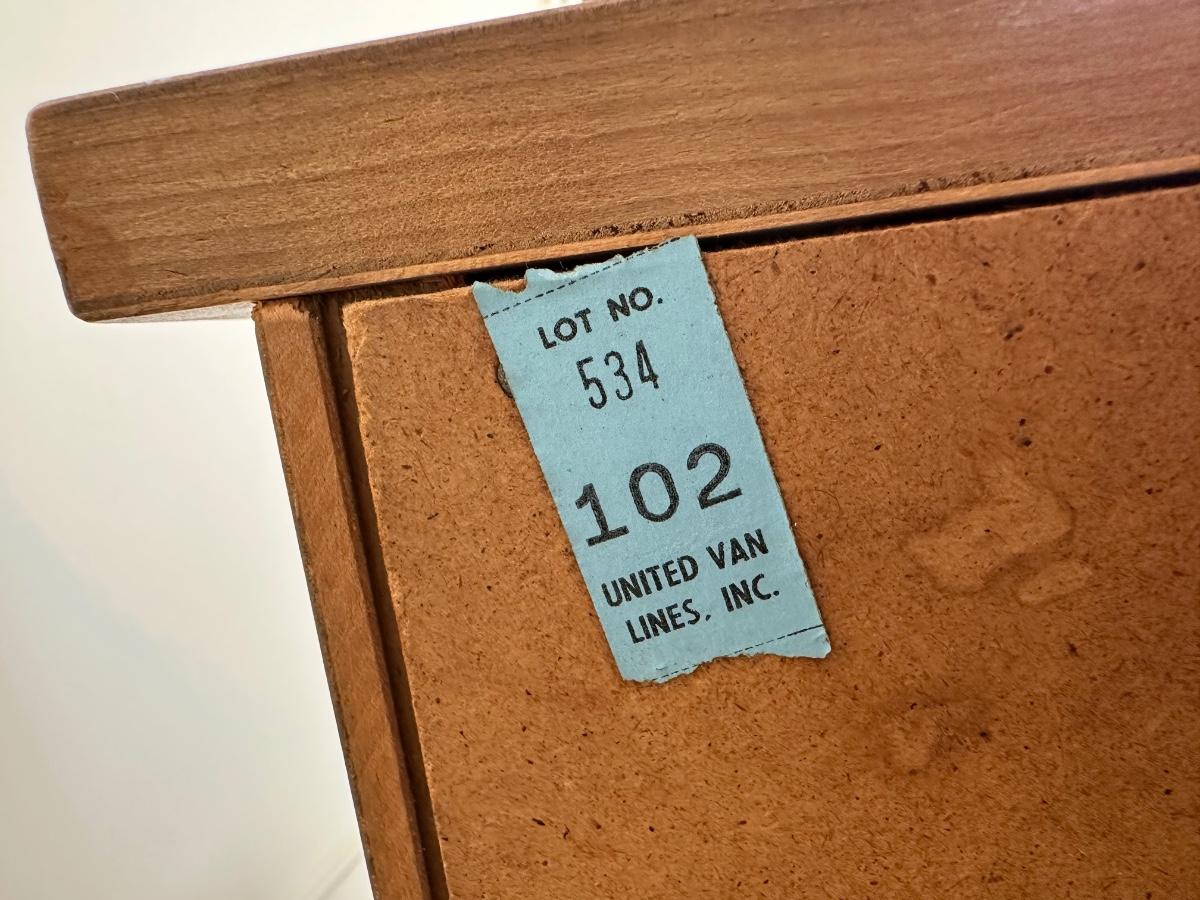 LOT NO.
534
102
UNITED VAN
LINES, INC.